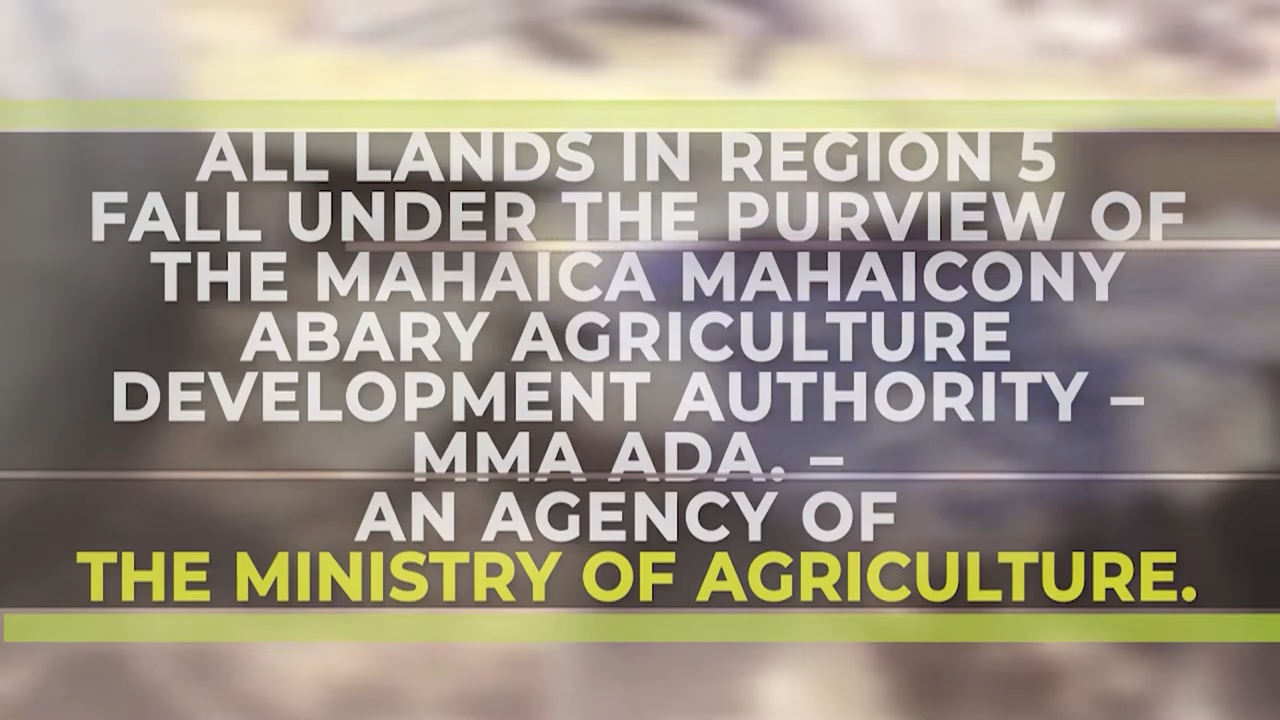 ALL LANDS IN REGION 5
FALL UNDER THE PURVIEW OF
THE MAHAICA MAHAICONY
ABARY AGRICULTURE
DEVELOPMENT AUTHORITY –
MMA ADA. –
AN AGENCY OF
THE MINISTRY OF AGRICULTURE.